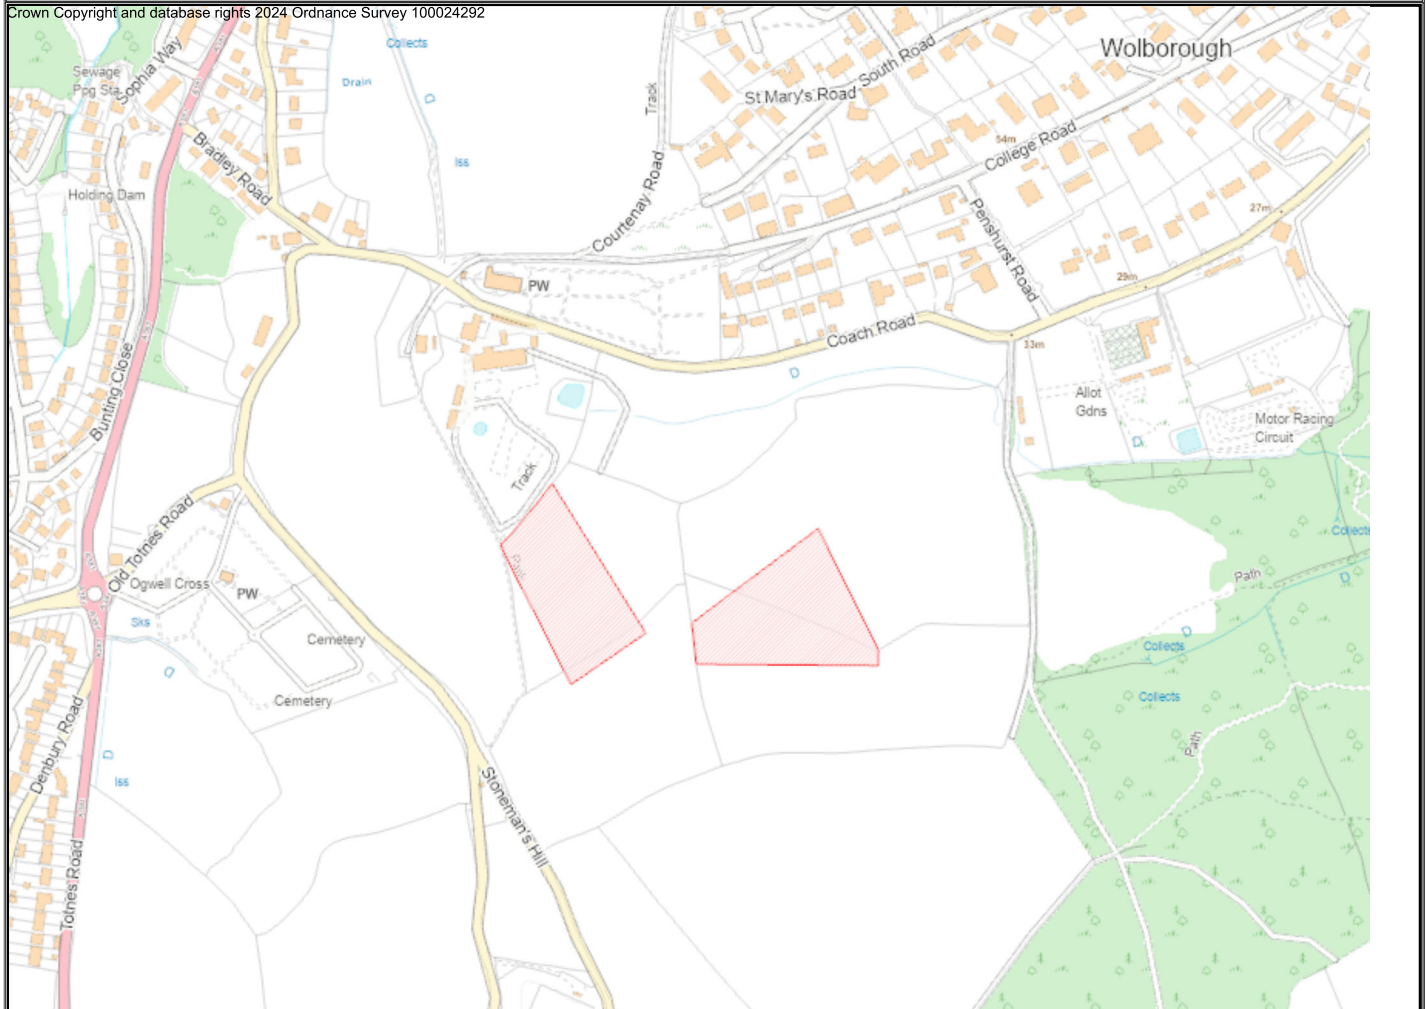 Crown Copyright and database rights 2024 Ordnance Survey 100024292
Collects
Wolborough
Sophia Way
Sewage
Ppg Sta
Drain
South Road
Track
St Mary's Road
54m
College Road
Bradley Road
Iss
Holding Dam
Courtenay Road
Penshurst Road
27m
29m
PW
Coach Road
33m
D
D
Bunting Close
Allot
Gdns
Motor Racing
Circuit
D
Track
Old Totnes Road
Collects
Path
Path
D
Ogwell Cross
PW
Sks
Cemetery
D
Collects
D
Cemetery
Collects
Denbury Road
Path
D
Iss
Stoneman's Hill
Totnes Road